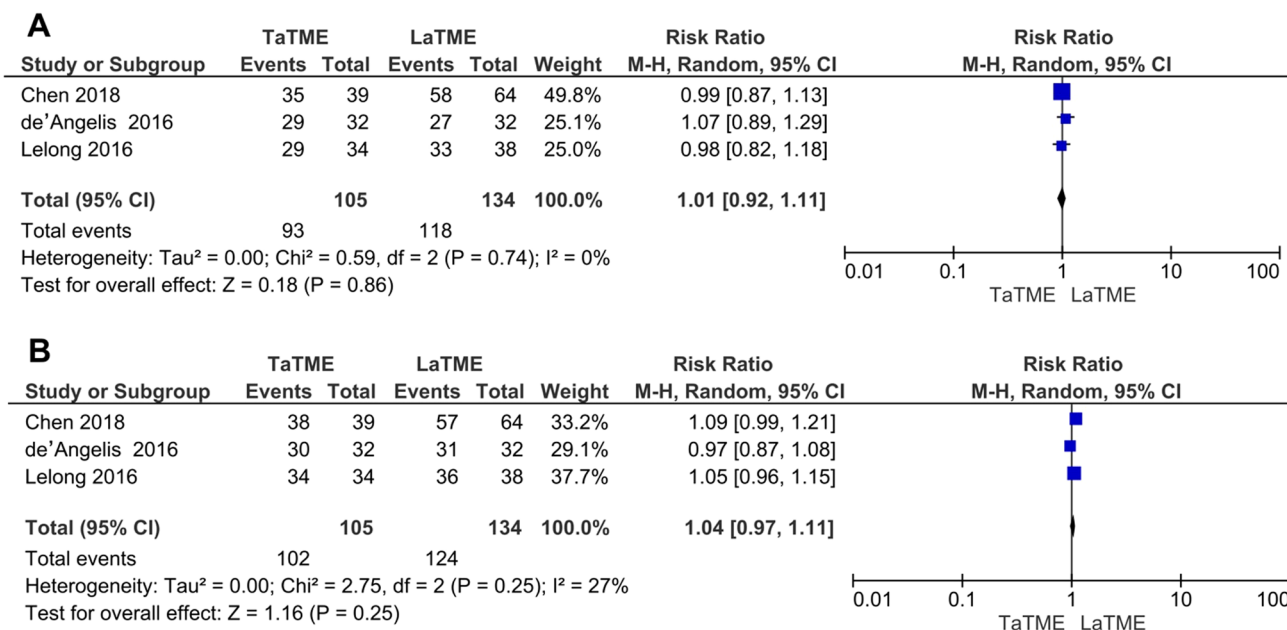 A
TaTME LaTME Risk Ratio Risk Ratio
Study or Subgroup Events Total Events Total Weight M-H, Random, 95% CI M-H, Random, 95% CI
Chen 2018 35 39 58 64 49.8% 0.99 [0.87, 1.13]
de’Angelis 2016 29 32 27 32 25.1% 1.07 [0.89, 1.29]
Lelong 2016 29 34 33 38 25.0% 0.98 [0.82, 1.18]
Total (95% CI) 105 134 100.0% 1.01 [0.92, 1.11]
Total events 93 118
Heterogeneity: Tau² = 0.00; Chi² = 0.59, df = 2 (P = 0.74); I² = 0%
Test for overall effect: Z = 0.18 (P = 0.86)
0.01 0.1 1 10 100
TaTME LaTME
B
TaTME LaTME Risk Ratio Risk Ratio
Study or Subgroup Events Total Events Total Weight M-H, Random, 95% CI M-H, Random, 95% CI
Chen 2018 38 39 57 64 33.2% 1.09 [0.99, 1.21]
de’Angelis 2016 30 32 31 32 29.1% 0.97 [0.87, 1.08]
Lelong 2016 34 34 36 38 37.7% 1.05 [0.96, 1.15]
Total (95% CI) 105 134 100.0% 1.04 [0.97, 1.11]
Total events 102 124
Heterogeneity: Tau² = 0.00; Chi² = 2.75, df = 2 (P = 0.25); I² = 27%
Test for overall effect: Z = 1.16 (P = 0.25)
0.01 0.1 1 10 100
TaTME LaTME